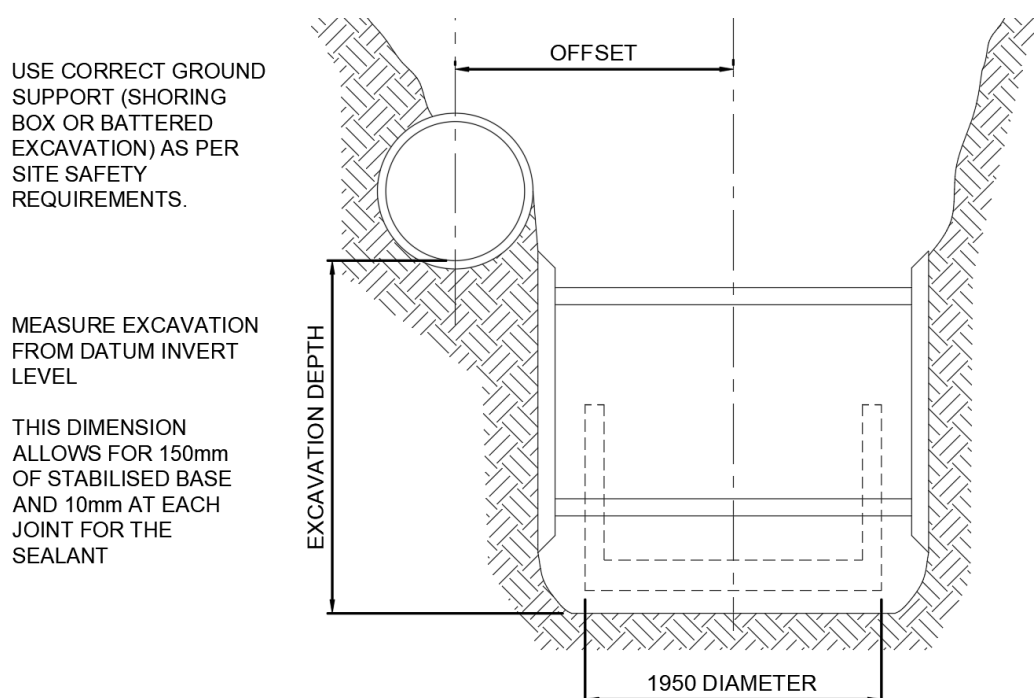 USE CORRECT GROUND
SUPPORT (SHORING
BOX OR BATTERED
EXCAVATION) AS PER
SITE SAFETY
REQUIREMENTS.
OFFSET
MEASURE EXCAVATION
FROM DATUM INVERT
LEVEL
THIS DIMENSION
ALLOWS FOR 150mm
OF STABILISED BASE
AND 10mm AT EACH
JOINT FOR THE
SEALANT
EXCAVATION DEPTH
1950 DIAMETER